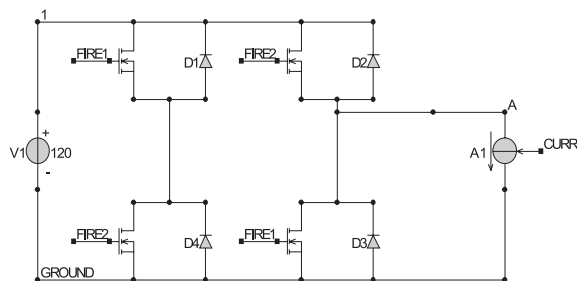 1
FIRE1
D1
FIRE2
D2
A
V1
+
120
-
A1
CURR
FIRE2
D4
FIRE1
D3
GROUND